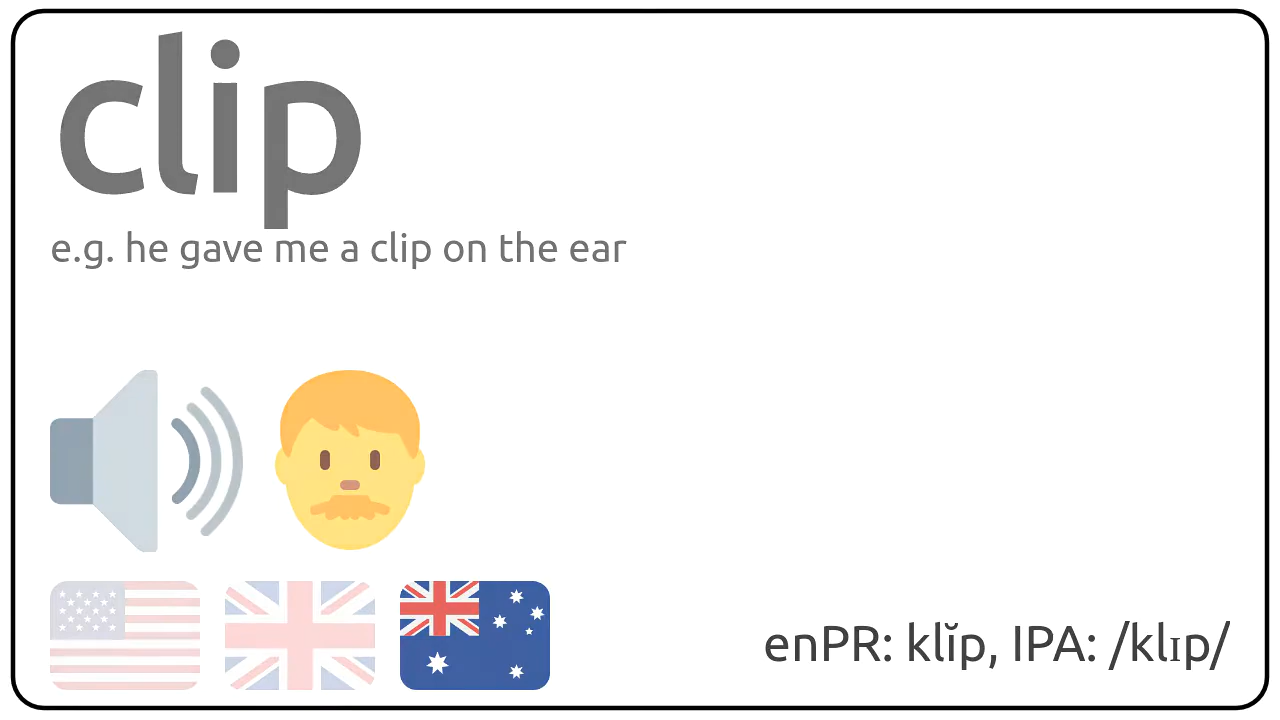 clip
e.g. he gave me a clip on the ear
enPR: klĭp, IPA: /klɪp/